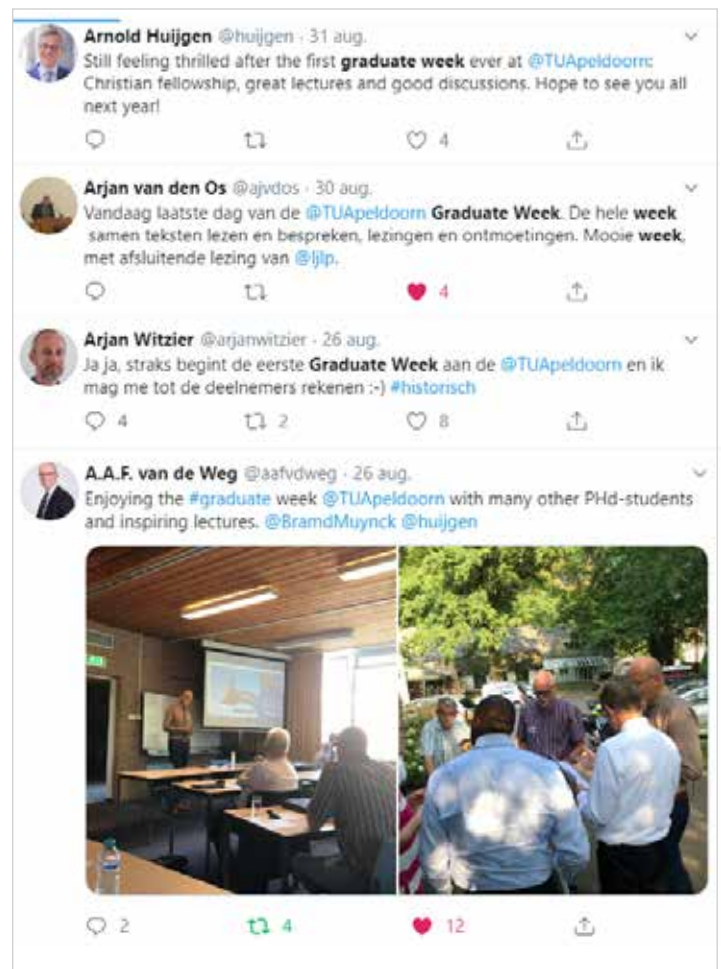 Arnold Huijgen @huijgen · 31 aug.
Still feeling thrilled after the first graduate week ever at @TUApeldoorn:
Christian fellowship, great lectures and good discussions. Hope to see you all
next year!
4
Arjan van den Os @ajvdos · 30 aug.
Vandaag laatste dag van de @TUApeldoorn Graduate Week. De hele week
samen teksten lezen en bespreken, lezingen en ontmoetingen. Mooie week,
met afsluitende lezing van @ljlp.
4
Arjan Witzier @arjanwitzier · 26 aug.
Ja ja, straks begint de eerste Graduate Week aan de @TUApeldoorn en ik
mag me tot de deelnemers rekenen :-) #historisch
4 2 8
A.A.F. van de Weg @aafvdweg · 26 aug.
Enjoying the #graduate week @TUApeldoorn with many other PHd-students
and inspiring lectures. @BramdMuynck @huijgen
2 4 12